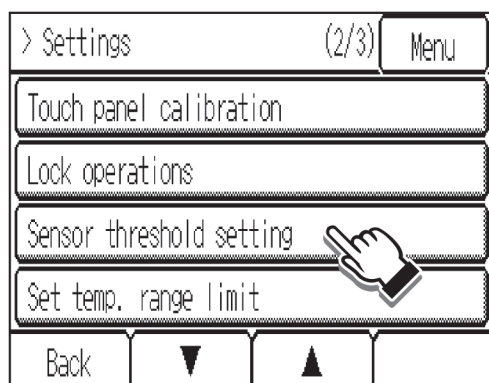 > Settings (2/3) Menu
Touch panel calibration
Lock operations
Sensor threshold setting
Set temp. range limit
Back ▼ ▲